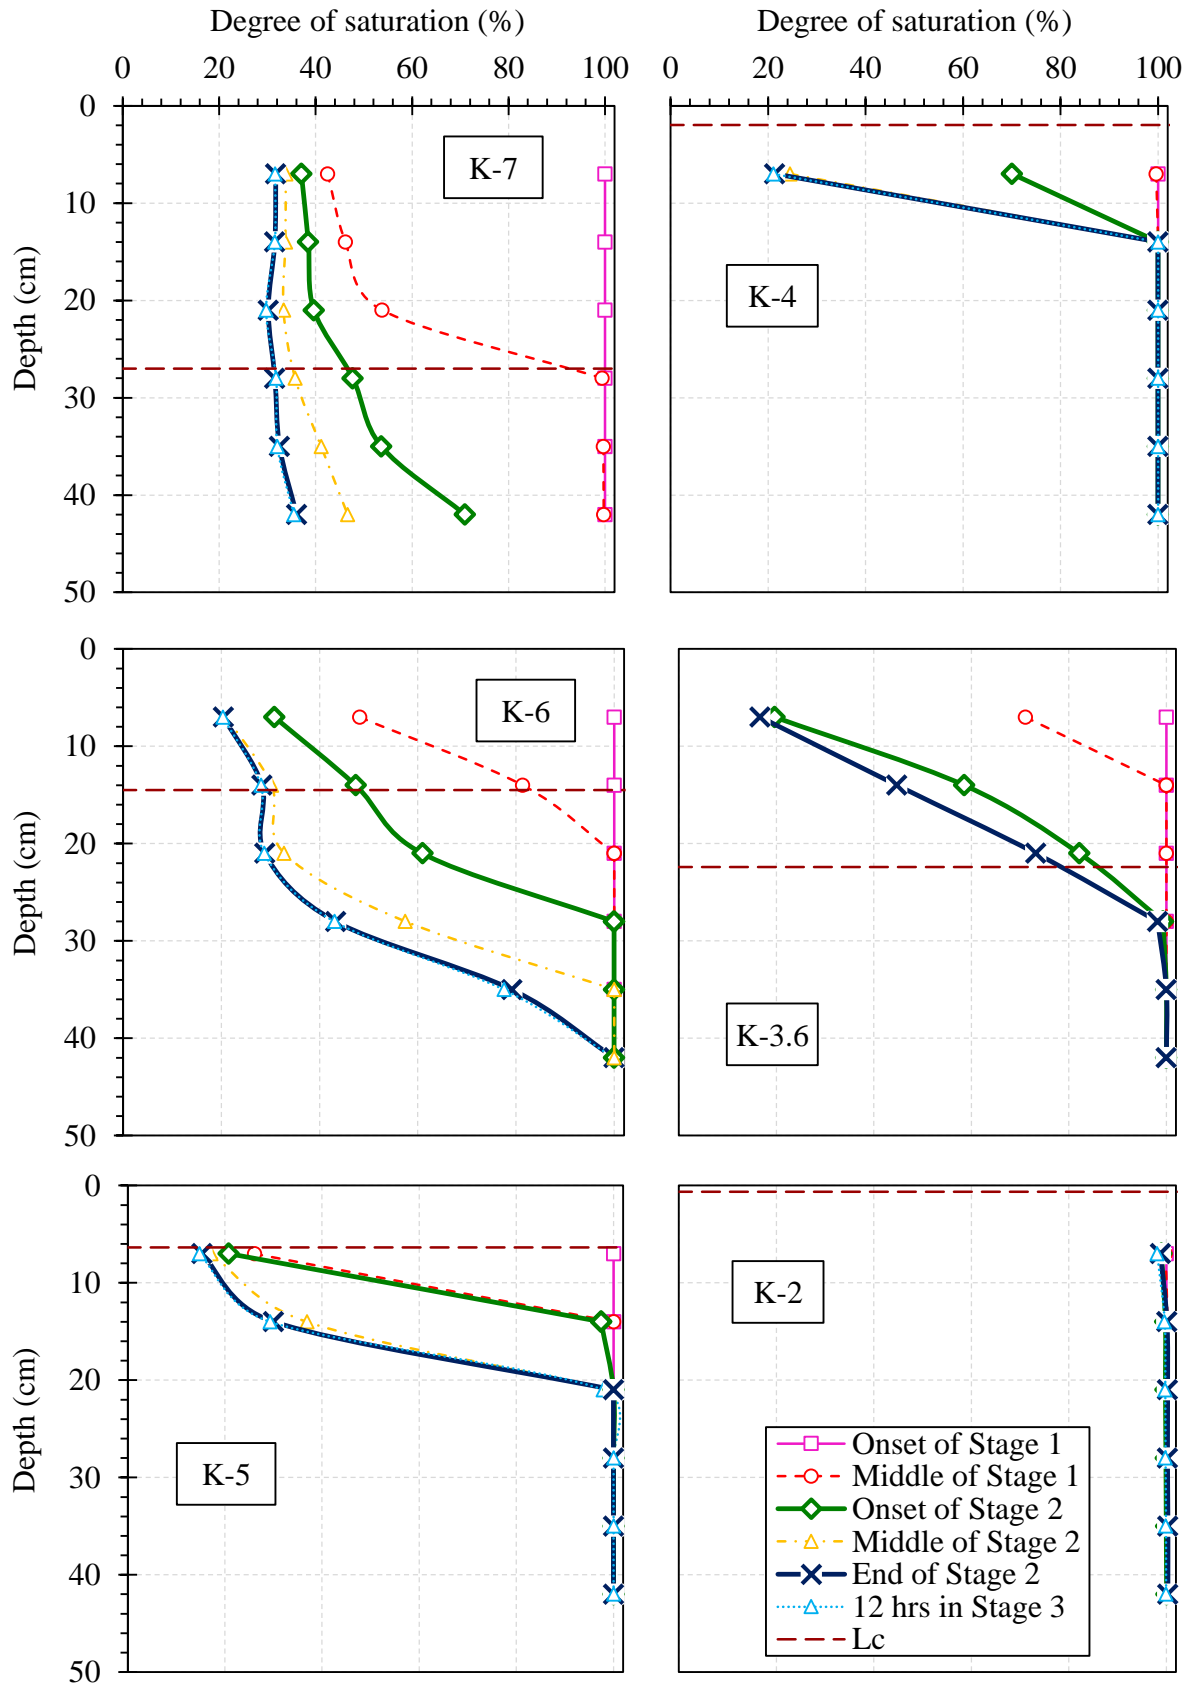 Degree of saturation (%)
Degree of saturation (%)
0 20 40 60 80 100
0 20 40 60 80 100
0
10
20
30
40
50
Depth (cm)
K-7
K-4
0
10
20
30
40
50
Depth (cm)
K-6
K-3.6
0
10
20
30
40
50
Depth (cm)
K-5
K-2
Onset of Stage 1
Middle of Stage 1
Onset of Stage 2
Middle of Stage 2
End of Stage 2
12 hrs in Stage 3
Lc